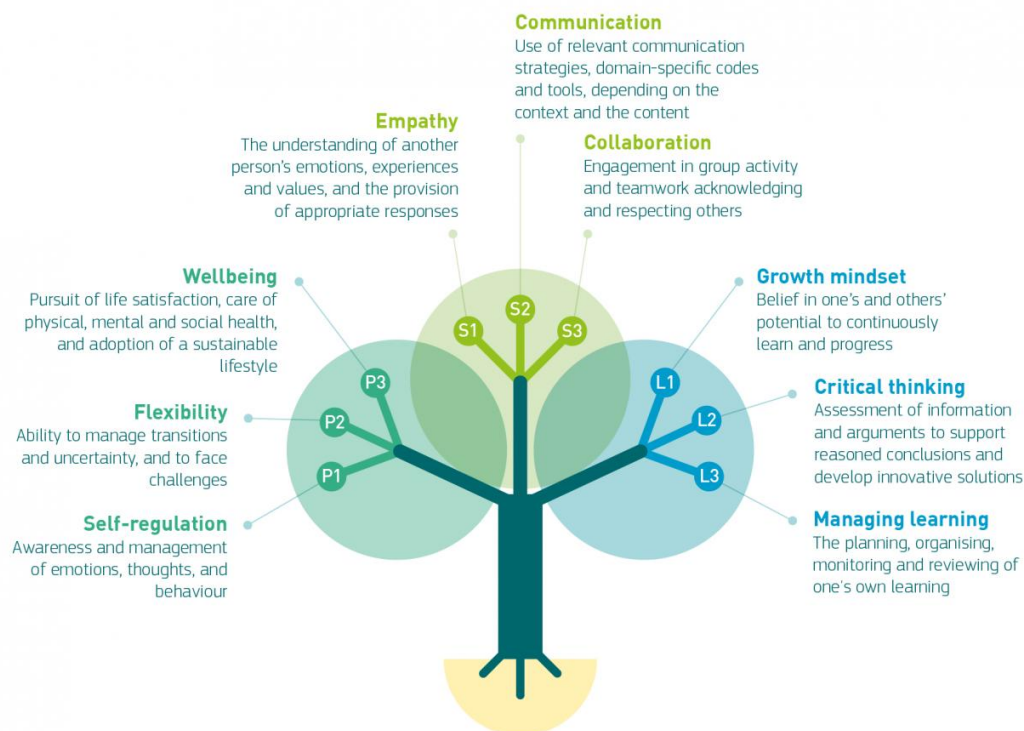 Communication
Use of relevant communication
strategies, domain-specific codes
and tools, depending on the
context and the content
Empathy
The understanding of another
person's emotions, experiences
and values, and the provision
of appropriate responses
Collaboration
Engagement in group activity
and teamwork acknowledging
and respecting others
Wellbeing
Pursuit of life satisfaction, care of
physical, mental and social health,
and adoption of a sustainable
lifestyle
Growth mindset
Belief in one's and others'
potential to continuously
learn and progress
S1
S2
S3
Flexibility
Ability to manage transitions
and uncertainty, and to face
challenges
P3
P2
P1
L1
L2
L3
Critical thinking
Assessment of information
and arguments to support
reasoned conclusions and
develop innovative solutions
Self-regulation
Awareness and management
of emotions, thoughts, and
behaviour
Managing learning
The planning, organising,
monitoring and reviewing of
one's own learning